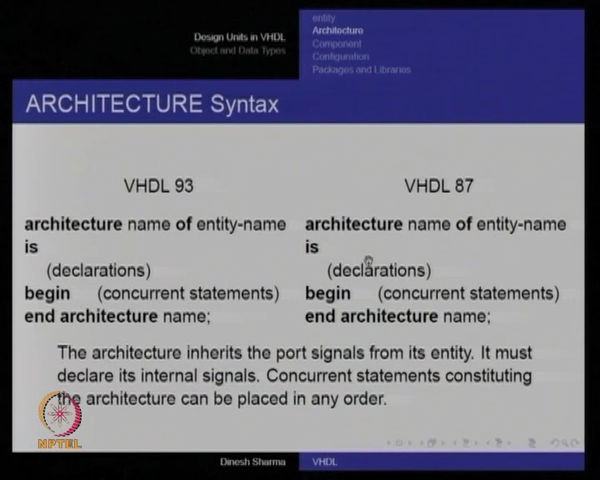 Design Units in VHDL
Object and Data Types
entity
Architecture
Component
Configuration
Packages and Libraries
ARCHITECTURE Syntax
VHDL 93
architecture name of entity-name
is
(declarations)
begin (concurrent statements)
end architecture name;
VHDL 87
architecture name of entity-name
is
(declarations)
begin (concurrent statements)
end architecture name;
The architecture inherits the port signals from its entity. It must
declare its internal signals. Concurrent statements constituting
the architecture can be placed in any order.
NPTEL
Dinesh Sharma
VHDL